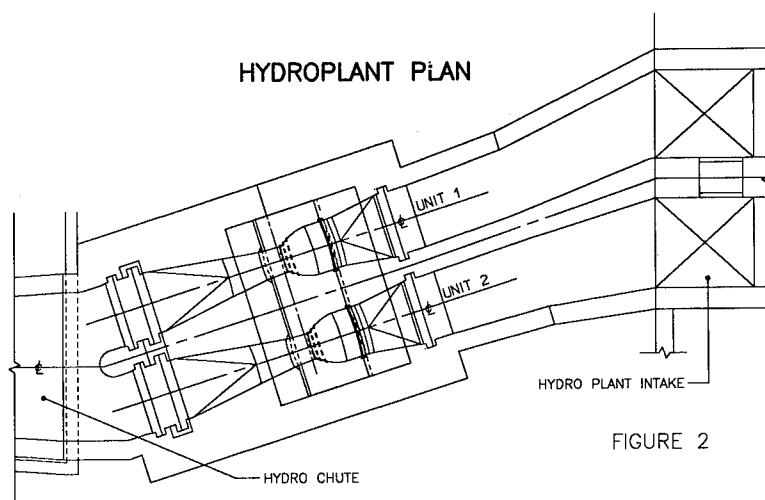 HYDROPLANT PLAN
UNIT 1
℄
UNIT 2
℄
℄
HYDRO PLANT INTAKE
FIGURE 2
HYDRO CHUTE